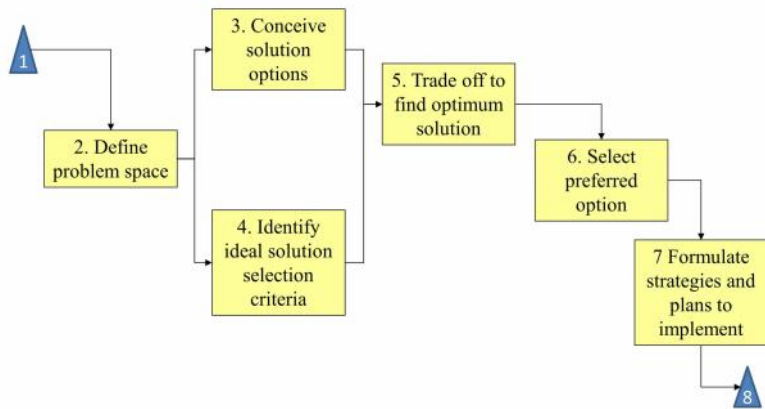 1
2. Define
problem space
3. Conceive
solution
options
4. Identify
ideal solution
selection
criteria
5. Trade off to
find optimum
solution
6. Select
preferred
option
7 Formulate
strategies and
plans to
implement
8